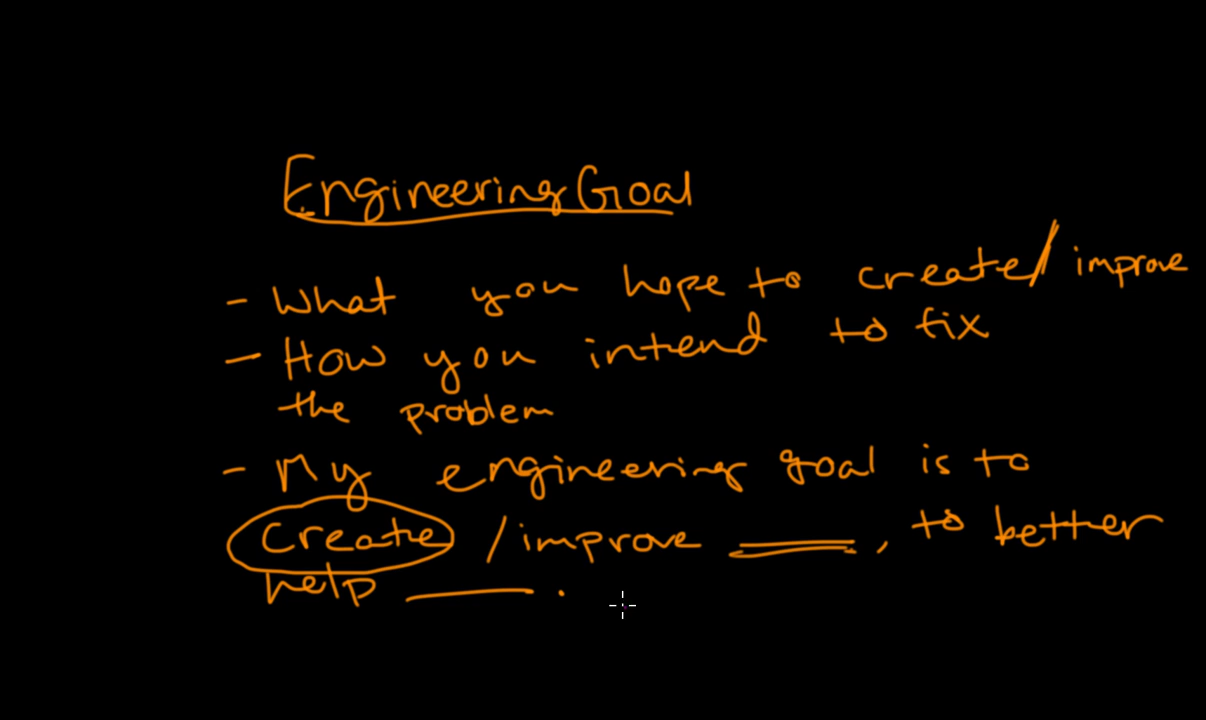 Engineering Goal
- What you hope to create/improve
- How you intend to fix
the problem
- My engineering goal is to
create /improve ____, to better
help ____.